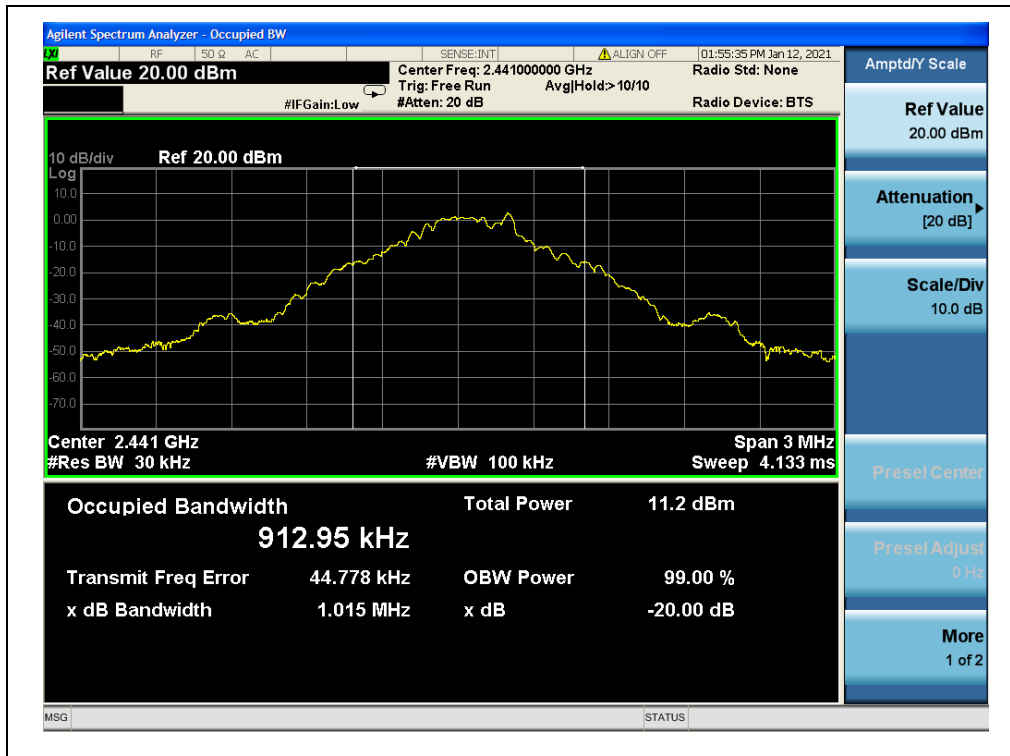 Agilent Spectrum Analyzer - Occupied BW
LXI RF 50 Ω AC SENSE:INT ALIGN OFF 01:55:35 PM Jan 12, 2021
Ref Value 20.00 dBm
Center Freq: 2.441000000 GHz
Radio Std: None
Trig: Free Run Avg|Hold:> 10/10
#IFGain:Low #Atten: 20 dB Radio Device: BTS
10 dB/div Ref 20.00 dBm
Log
10.0
0.00
-10.0
-20.0
-30.0
-40.0
-50.0
-60.0
-70.0
Center 2.441 GHz Span 3 MHz
#Res BW 30 kHz #VBW 100 kHz Sweep 4.133 ms
Occupied Bandwidth Total Power 11.2 dBm
912.95 kHz
Transmit Freq Error 44.778 kHz OBW Power 99.00 %
x dB Bandwidth 1.015 MHz x dB -20.00 dB
Amptd/Y Scale
Ref Value
20.00 dBm
Attenuation
[20 dB]
Scale/Div
10.0 dB
Presel Center
Presel Adjust
0 Hz
More
1 of 2
MSG STATUS